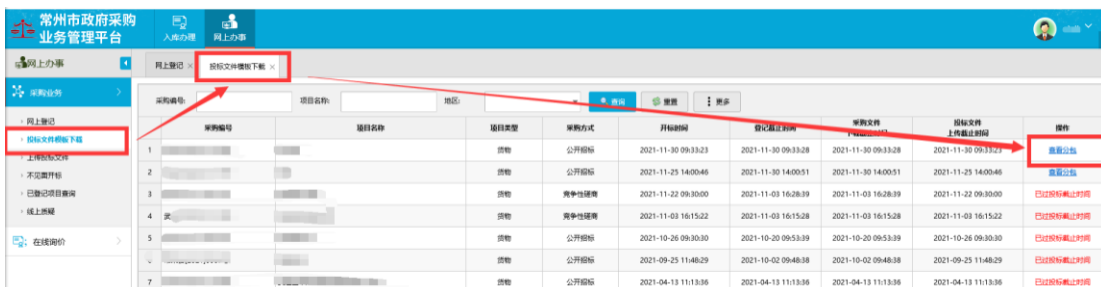 常州市政府采购
业务管理平台
入库办理
网上办事
网上办事
网上登记 ×
投标文件模板下载 ×
采购业务
网上登记
投标文件模板下载
上传投标文件
不见面开标
已登记项目查询
线上质疑
在线询价
采购编号:
项目名称:
地区:
查询
重置
更多
采购编号 项目名称 项目类型 采购方式 开标时间 登记截止时间 采购文件 投标文件 上传截止时间 操作
1 货物 公开招标 2021-11-30 09:33:23 2021-11-30 09:33:28 2021-11-30 09:33:28 2021-11-30 09:33:23 查看分包
2 货物 公开招标 2021-11-25 14:00:46 2021-11-30 14:00:51 2021-11-30 14:00:51 2021-11-25 14:00:46 查看分包
3 货物 竞争性磋商 2021-11-22 09:30:00 2021-11-03 16:28:39 2021-11-03 16:28:39 2021-11-22 09:30:00 已过投标截止时间
4 武 货物 竞争性磋商 2021-11-03 16:15:22 2021-11-03 16:15:28 2021-11-03 16:15:28 2021-11-03 16:15:22 已过投标截止时间
5 货物 公开招标 2021-10-26 09:30:30 2021-10-20 09:53:39 2021-10-20 09:53:39 2021-10-26 09:30:30 已过投标截止时间
货物 公开招标 2021-09-25 11:48:29 2021-10-02 09:48:38 2021-10-02 09:48:38 2021-09-25 11:48:29 已过投标截止时间
7 货物 公开招标 2021-04-13 11:13:36 2021-04-13 11:13:36 2021-04-13 11:13:36 2021-04-13 11:13:36 已过投标截止时间